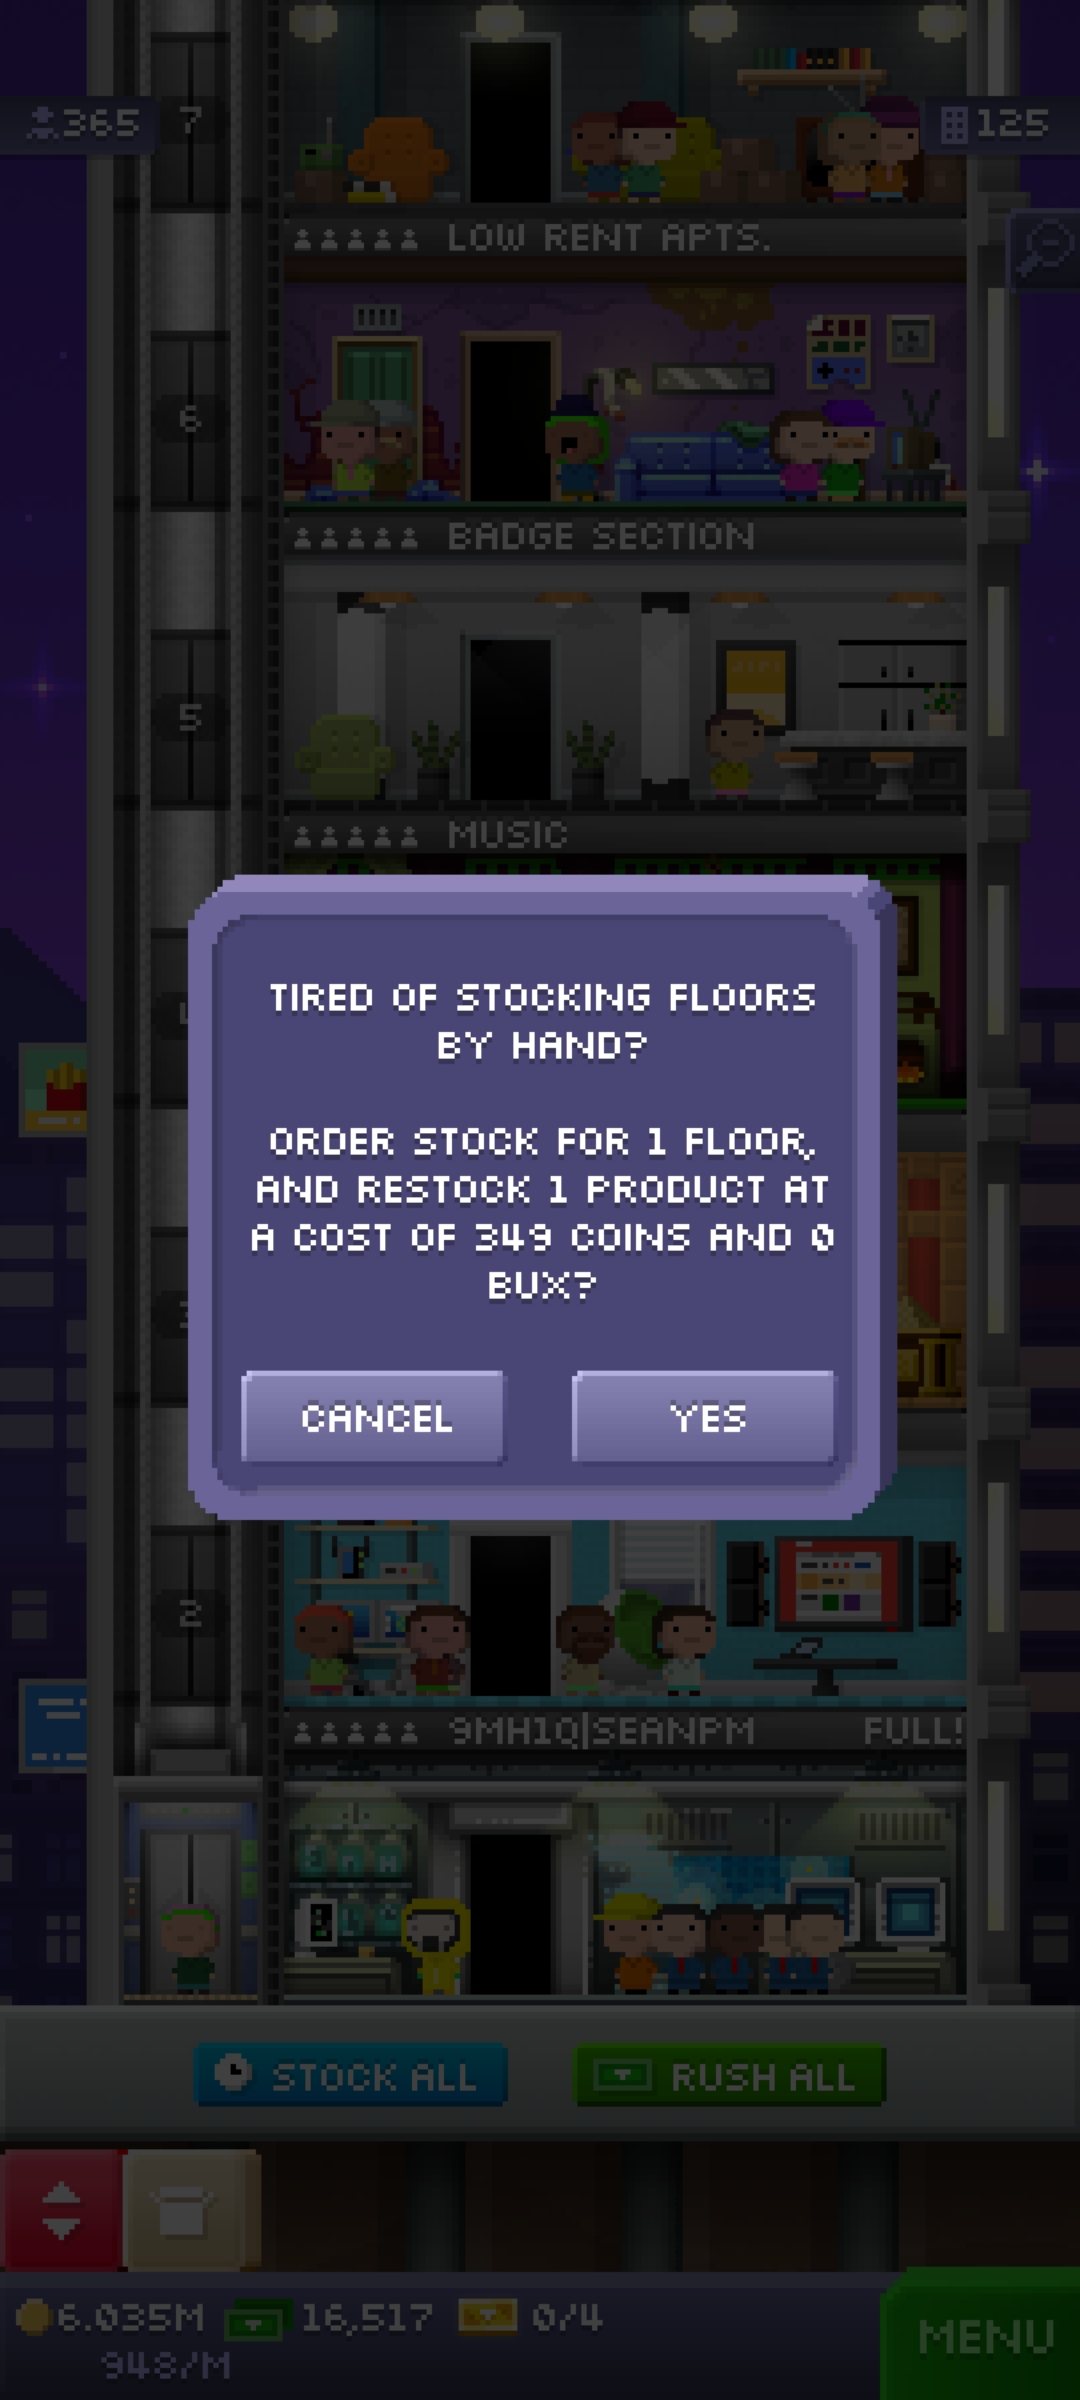 365
7
125
LOW RENT APTS.
6
BADGE SECTION
5
MUSIC
TIRED OF STOCKING FLOORS
BY HAND?
ORDER STOCK FOR 1 FLOOR,
AND RESTOCK 1 PRODUCT AT
A COST OF 349 COINS AND 0
BUX?
CANCEL
YES
2
9MH1Q|SEANPM
FULL!
STOCK ALL
RUSH ALL
6.035M
16,517
0/4
948/M
MENU